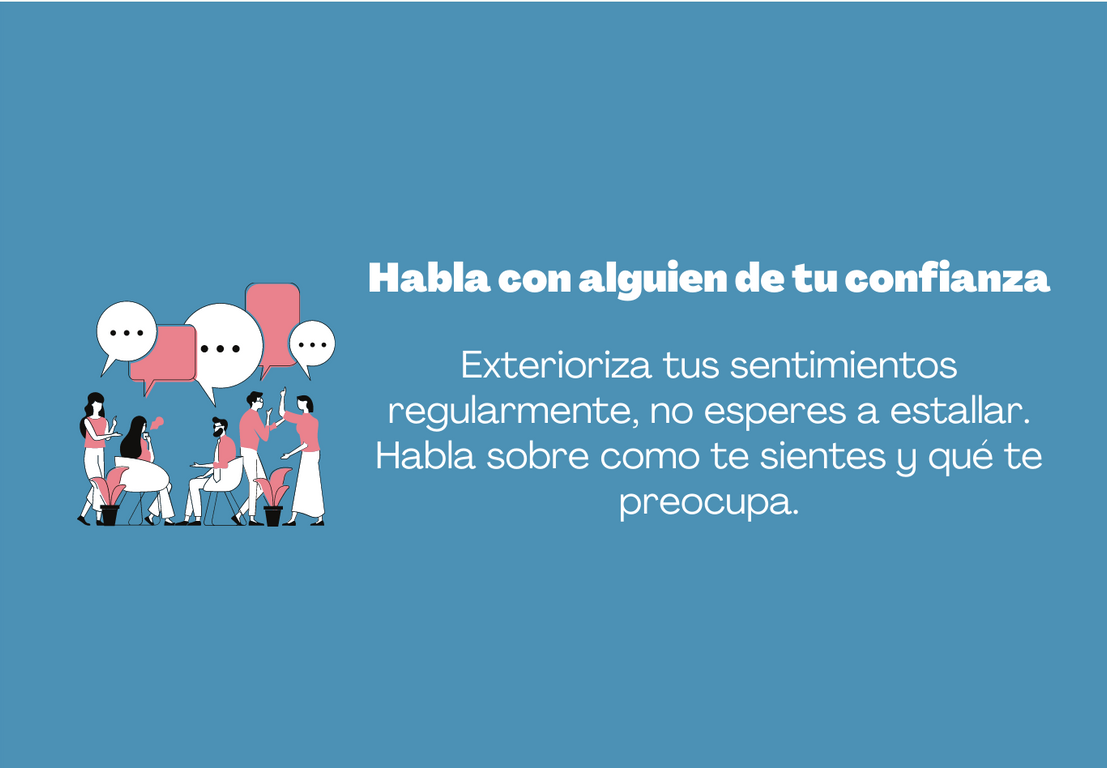 Habla con alguien de tu confianza
Exterioriza tus sentimientos
regularmente, no esperes a estallar.
Habla sobre como te sientes y qué te
preocupa.